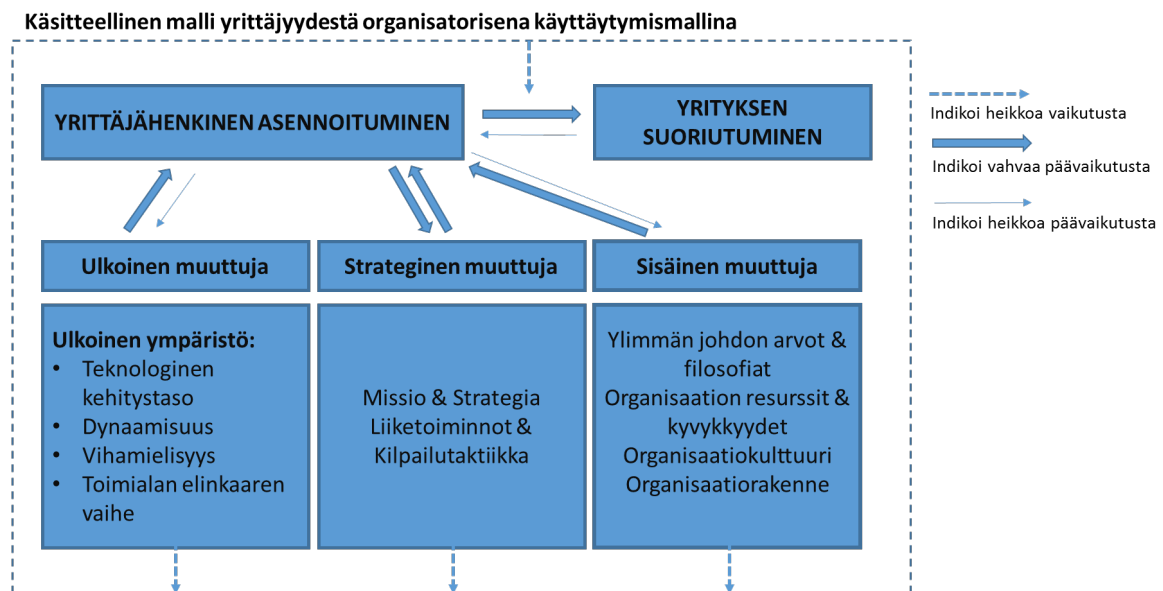 Käsitteellinen malli yrittäjyydestä organisatorisena käyttäytymismallina
YRITTÄJÄHENKINEN ASENNOITUMINEN
YRITYKSEN
SUORIUTUMINEN
Indikoi heikkoa vaikutusta
Indikoi vahvaa päävaikutusta
Indikoi heikkoa päävaikutusta
Ulkoinen muuttuja
Strateginen muuttuja
Sisäinen muuttuja
Ulkoinen ympäristö:
• Teknologinen
kehitystaso
• Dynaamisuus
• Vihamielisyys
• Toimialan elinkaaren
vaihe
Missio & Strategia
Liiketoiminnot &
Kilpailutaktiikka
Ylimmän johdon arvot &
filosofiat
Organisaation resurssit &
kyvykkyydet
Organisaatiokulttuuri
Organisaatiorakenne